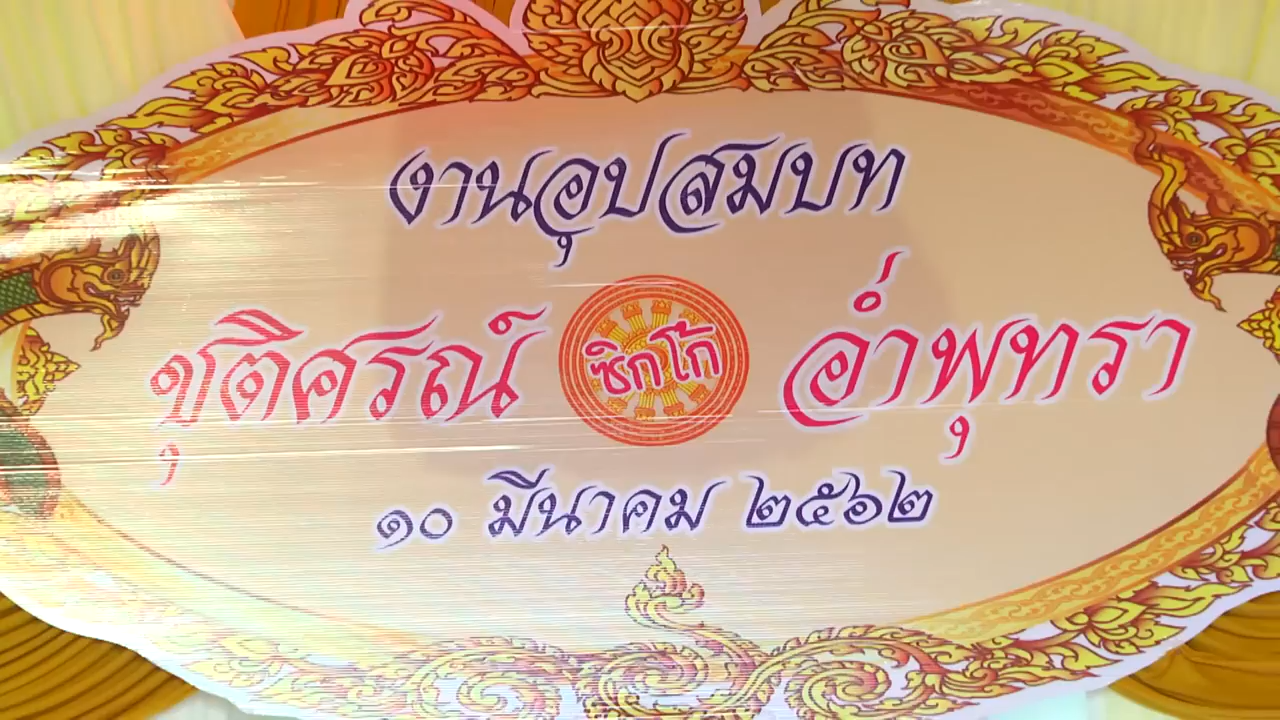 งานอุปสมบท
ชุติศรณ์ ซิกโก้ อ่ำพุทรา
๑๐ มีนาคม ๒๕๖๒